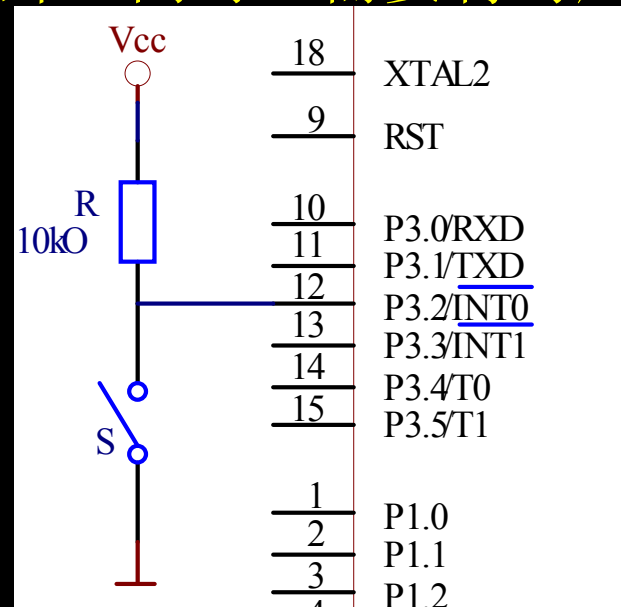 Vcc
R
10kO
S
18 XTAL2
9 RST
10 P3.0/RXD
11 P3.1/TXD
12 P3.2/INT0
13 P3.3/INT1
14 P3.4/T0
15 P3.5/T1
1 P1.0
2 P1.1
3 P1.2